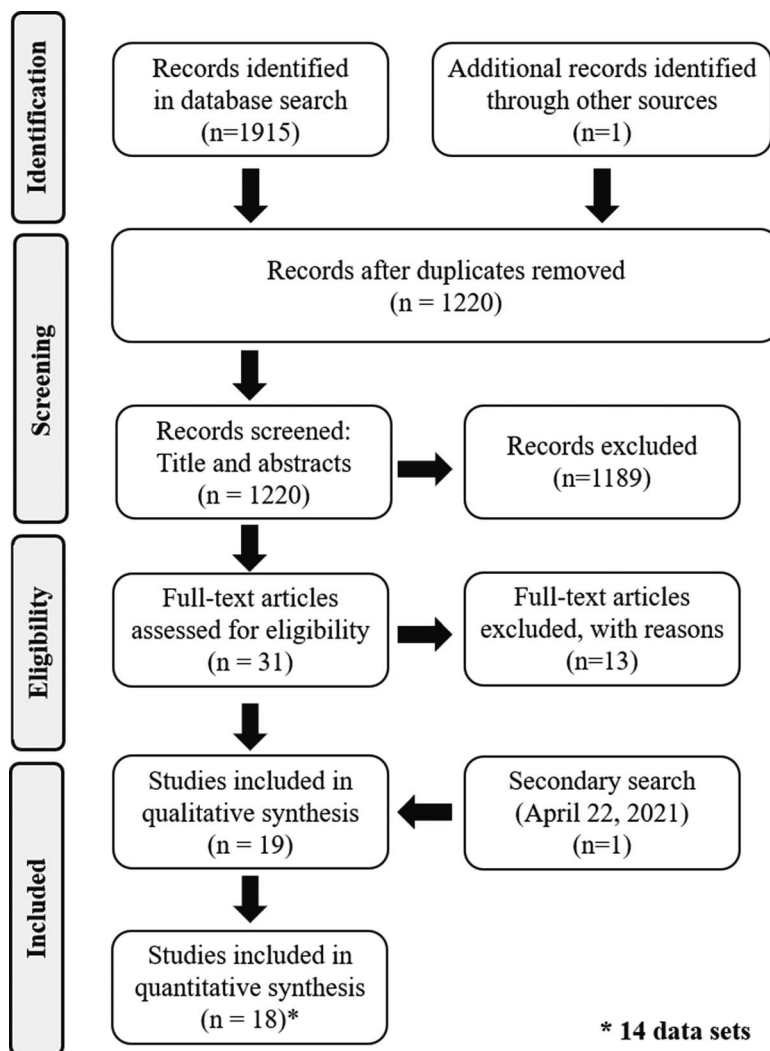 Identification
Records identified
in database search
(n=1915)
Additional records identified
through other sources
(n=1)
Screening
Records after duplicates removed
(n = 1220)
Records screened:
Title and abstracts
(n = 1220)
Records excluded
(n=1189)
Eligibility
Full-text articles
assessed for eligibility
(n = 31)
Full-text articles
excluded, with reasons
(n=13)
Included
Studies included in
qualitative synthesis
(n = 19)
Secondary search
(April 22, 2021)
(n=1)
Studies included in
quantitative synthesis
(n = 18)*
* 14 data sets